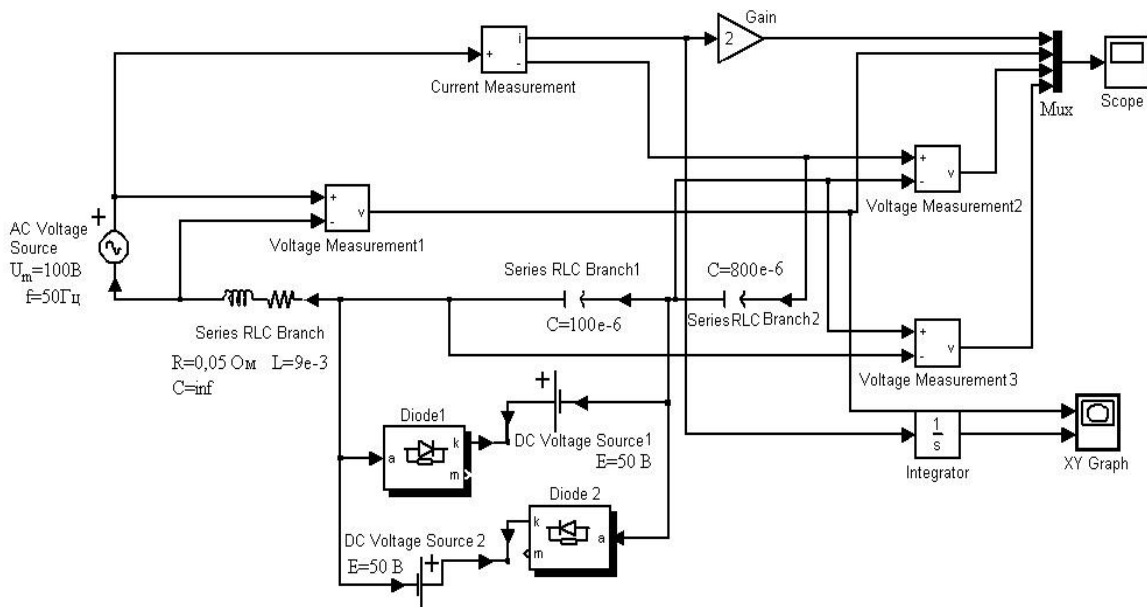 Gain
2
i
+
-
Current Measurement
Mux
Scope
+
-
v
Voltage Measurement2
+
-
v
Voltage Measurement1
+
AC Voltage
Source
Um=100В
f=50Гц
Series RLC Branch1
C=100e-6
C=800e-6
Series RLC Branch2
Series RLC Branch
R=0,05 Ом L=9e-3
C=inf
+
-
v
Voltage Measurement3
Diode1
a
k
m
+
DC Voltage Source1
E=50 В
1
s
Integrator
XY Graph
Diode 2
k
m
a
DC Voltage Source 2
E=50 В
+